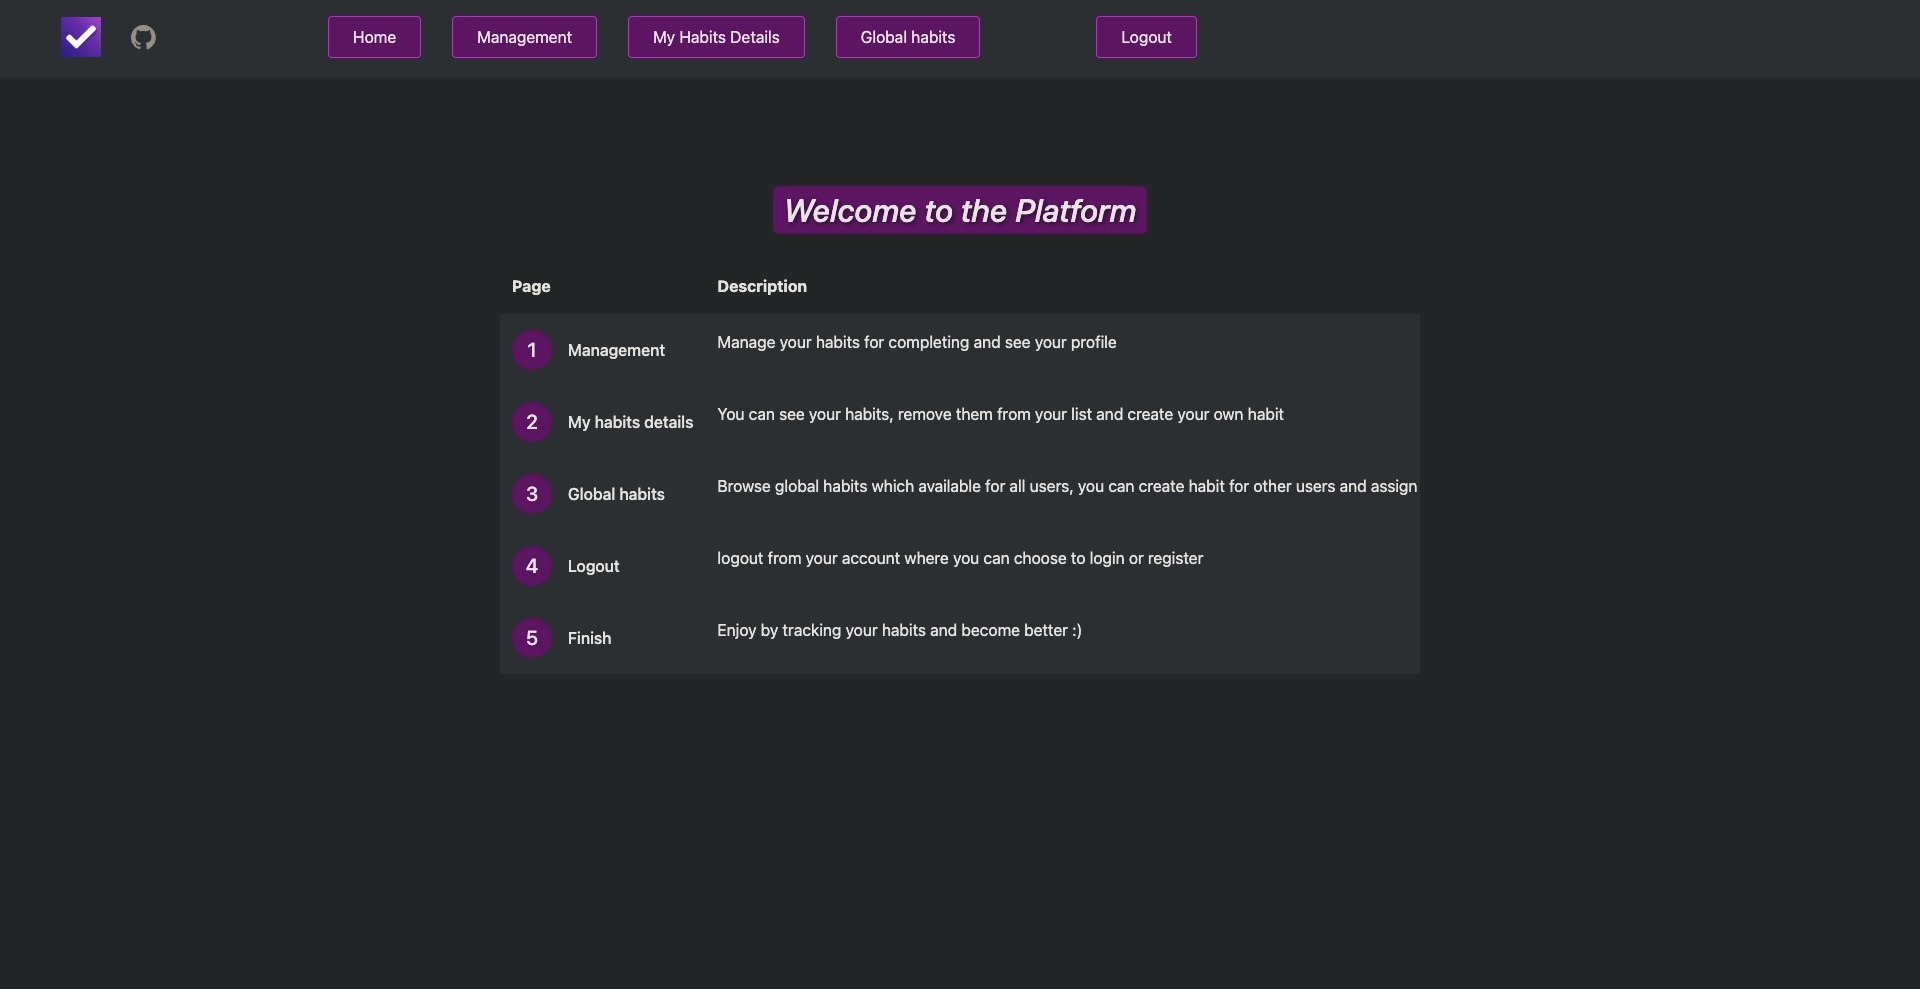 Home Management My Habits Details Global habits Logout
Welcome to the Platform
Page Description
1 Management Manage your habits for completing and see your profile
2 My habits details You can see your habits, remove them from your list and create your own habit
3 Global habits Browse global habits which available for all users, you can create habit for other users and assign
4 Logout logout from your account where you can choose to login or register
5 Finish Enjoy by tracking your habits and become better :)